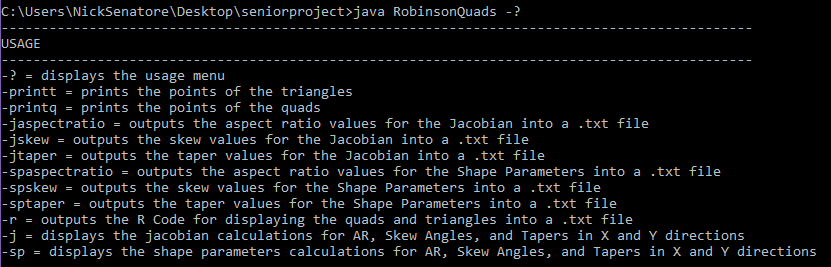 C:\Users\NickSenatore\Desktop\seniorproject>java RobinsonQuads -?
-----------------------------------------------------------------------------------------------
USAGE
-----------------------------------------------------------------------------------------------
-? = displays the usage menu
-printt = prints the points of the triangles
-printq = prints the points of the quads
-jaspectratio = outputs the aspect ratio values for the Jacobian into a .txt file
-jskew = outputs the skew values for the Jacobian into a .txt file
-jtaper = outputs the taper values for the Jacobian into a .txt file
-spaspectratio = outputs the aspect ratio values for the Shape Parameters into a .txt file
-spskew = outputs the skew values for the Shape Parameters into a .txt file
-sptaper = outputs the taper values for the Shape Parameters into a .txt file
-r = outputs the R Code for displaying the quads and triangles into a .txt file
-j = displays the jacobian calculations for AR, Skew Angles, and Tapers in X and Y directions
-sp = displays the shape parameters calculations for AR, Skew Angles, and Tapers in X and Y directions